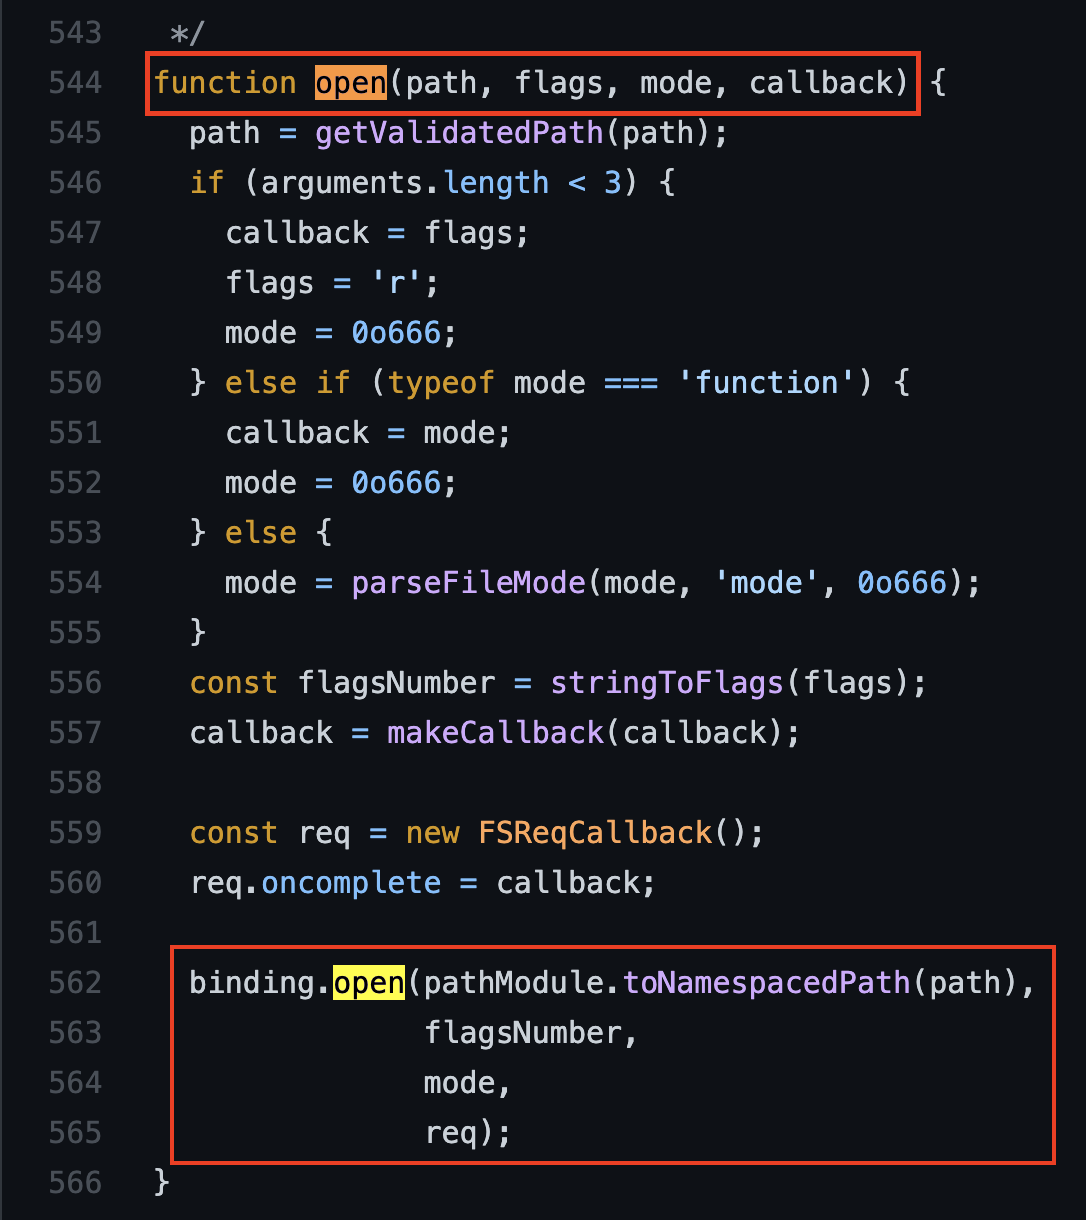 543    */
544   function open(path, flags, mode, callback) {
545     path = getValidatedPath(path);
546     if (arguments.length < 3) {
547       callback = flags;
548       flags = 'r';
549       mode = 0o666;
550     } else if (typeof mode === 'function') {
551       callback = mode;
552       mode = 0o666;
553     } else {
554       mode = parseFileMode(mode, 'mode', 0o666);
555     }
556     const flagsNumber = stringToFlags(flags);
557     callback = makeCallback(callback);
558
559     const req = new FSReqCallback();
560     req.oncomplete = callback;
561
562     binding.open(pathModule.toNamespacedPath(path),
563                  flagsNumber,
564                  mode,
565                  req);
566   }